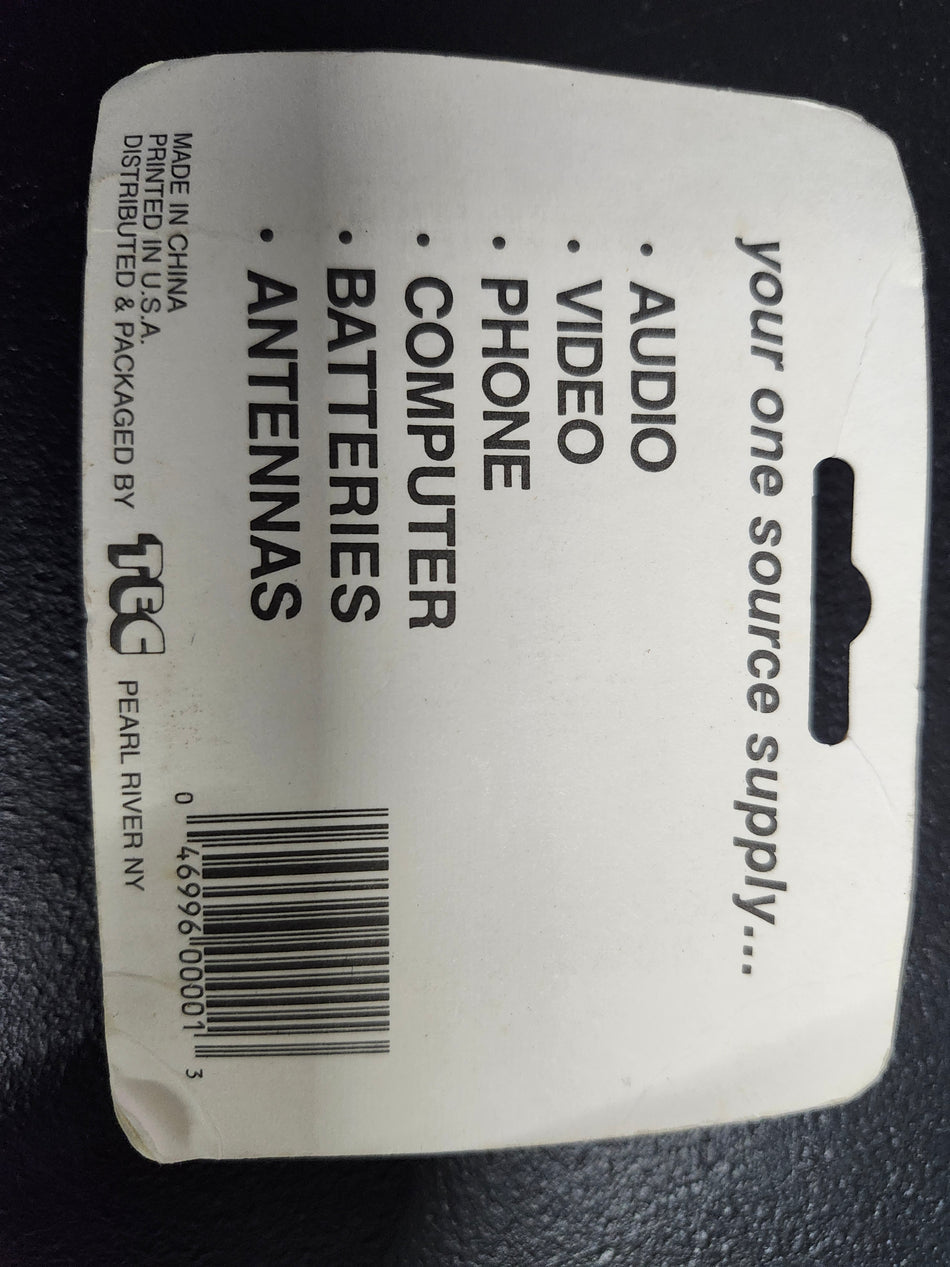 your one source supply...
• AUDIO
• VIDEO
• PHONE
• COMPUTER
• BATTERIES
• ANTENNAS
MADE IN CHINA
PRINTED IN U.S.A.
DISTRIBUTED & PACKAGED BY TEC PEARL RIVER NY
0 46996 00001 3